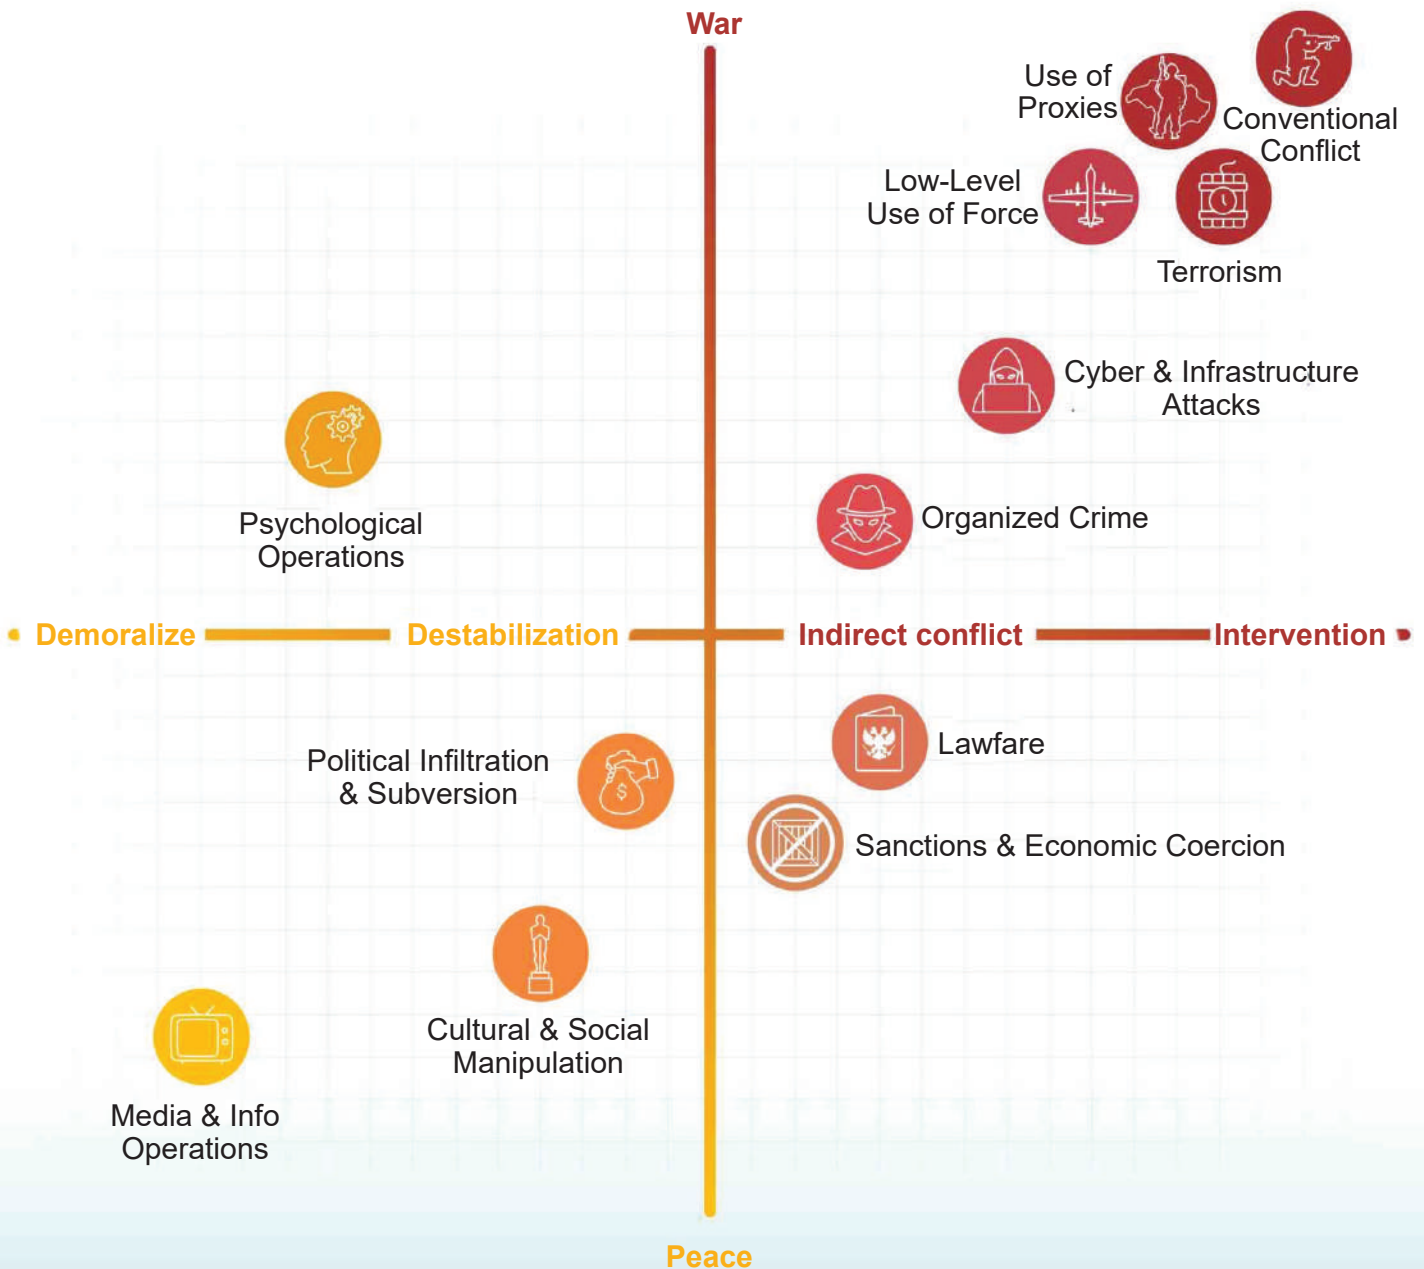 War
Use of
Proxies
Conventional
Conflict
Low-Level
Use of Force
Terrorism
Cyber & Infrastructure
Attacks
Psychological
Operations
Organized Crime
Demoralize
Destabilization
Indirect conflict
Intervention
Political Infiltration
& Subversion
$
Lawfare
Sanctions & Economic Coercion
Cultural & Social
Manipulation
Media & Info
Operations
Peace